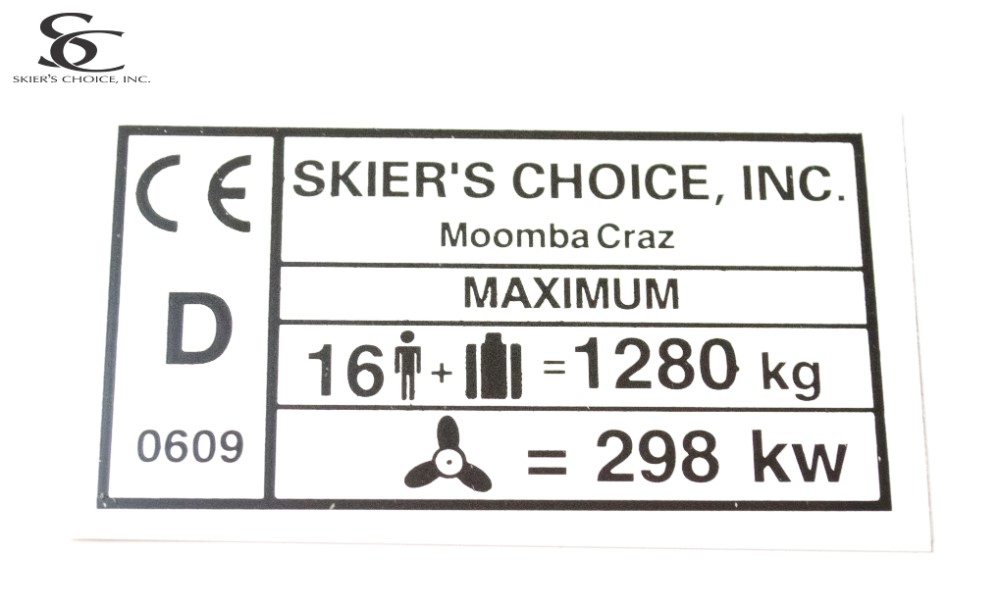 SC
SKIER'S CHOICE, INC.
CE
D
0609
SKIER'S CHOICE, INC.
Moomba Craz
MAXIMUM
16 + = 1280 kg
= 298 kw